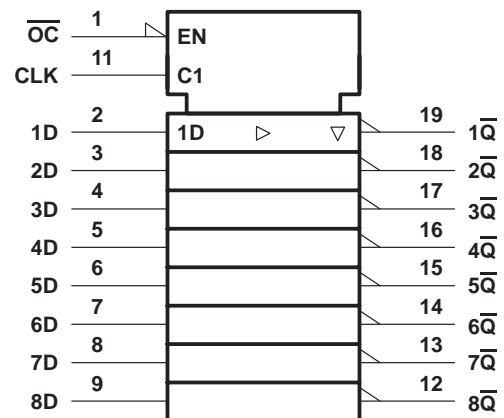 O̅C̅ 1 EN
CLK 11 C1
1D 2 1D 19 1Q̅
2D 3 18 2Q̅
3D 4 17 3Q̅
4D 5 16 4Q̅
5D 6 15 5Q̅
6D 7 14 6Q̅
7D 8 13 7Q̅
8D 9 12 8Q̅